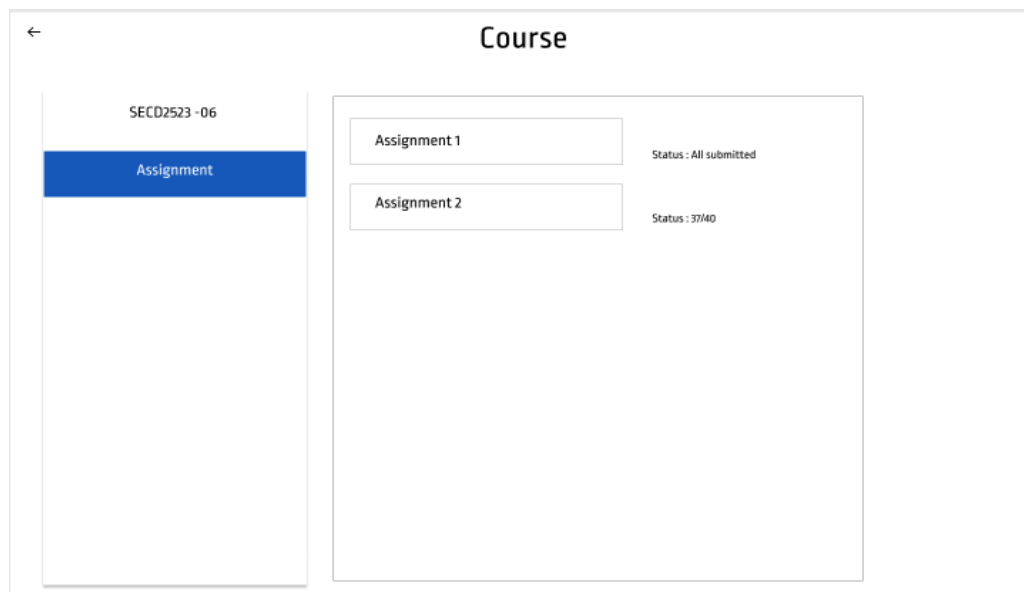 Course
SECD2523 -06
Assignment
Assignment 1
Status : All submitted
Assignment 2
Status : 37/40